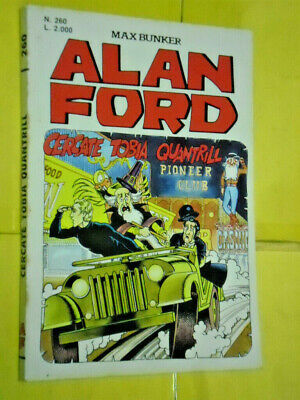 N. 260
L. 2.000
MAX BUNKER
ALAN
FORD
CERCATE TOBIA QUANTRILL
PIONEER
CLUB
CERCATE TOBIA QUANTRILL
260